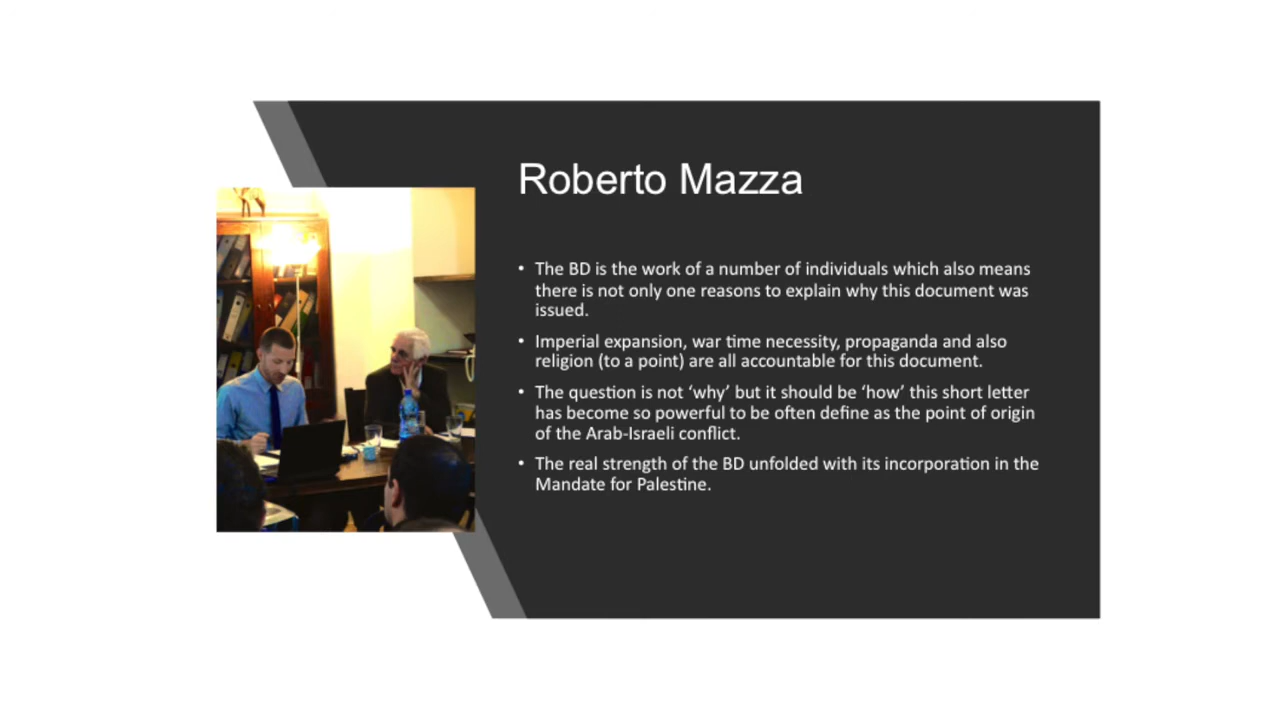 Roberto Mazza
• The BD is the work of a number of individuals which also means
there is not only one reasons to explain why this document was
issued.
• Imperial expansion, war time necessity, propaganda and also
religion (to a point) are all accountable for this document.
• The question is not ‘why’ but it should be ‘how’ this short letter
has become so powerful to be often define as the point of origin
of the Arab-Israeli conflict.
• The real strength of the BD unfolded with its incorporation in the
Mandate for Palestine.